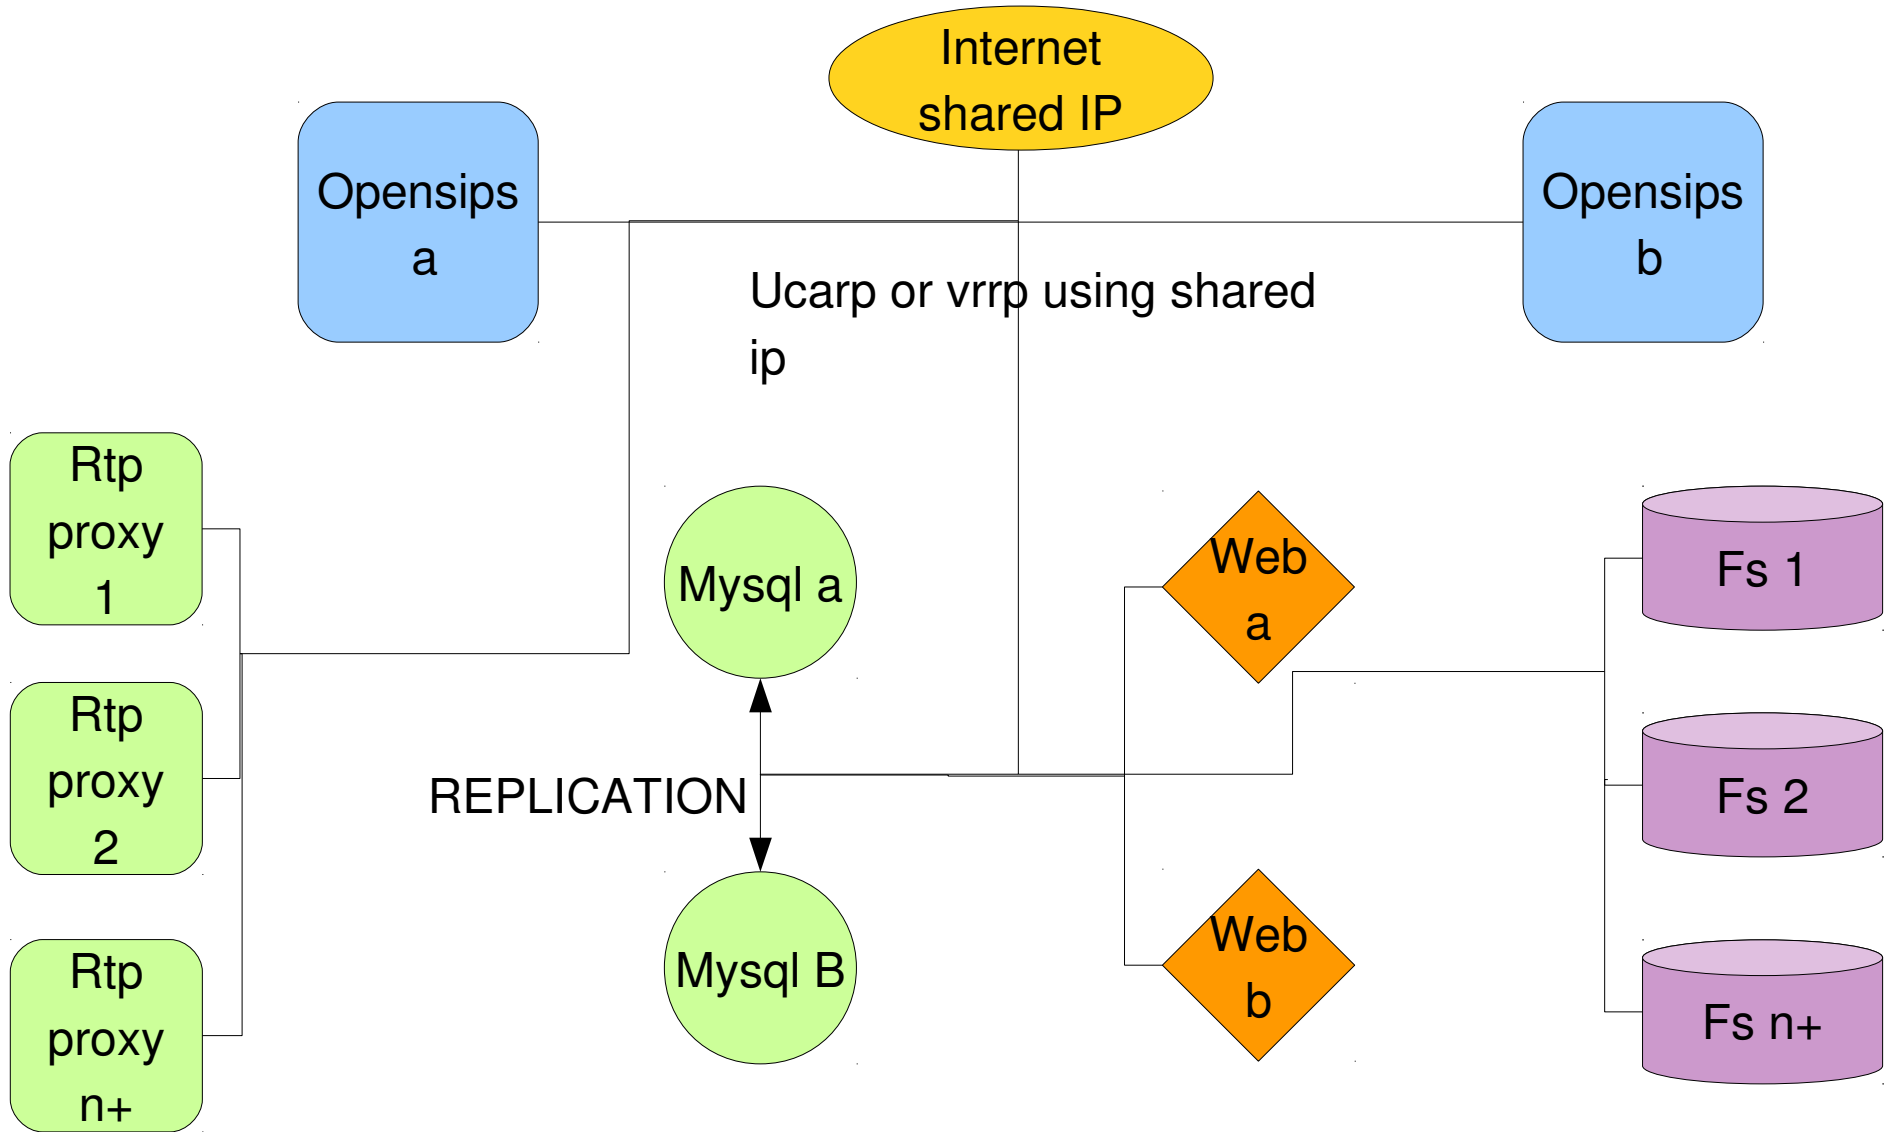 Internet
shared IP
Opensips
a
Opensips
b
Ucarp or vrrp using shared
ip
Rtp
proxy
1
Mysql a
Web
a
Fs 1
Rtp
proxy
2
REPLICATION
Fs 2
Mysql B
Web
b
Rtp
proxy
n+
Fs n+